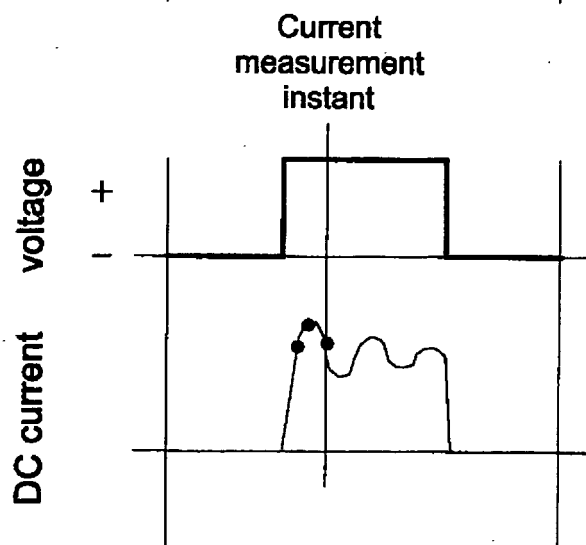 Current
measurement
instant
voltage
+
−
DC current